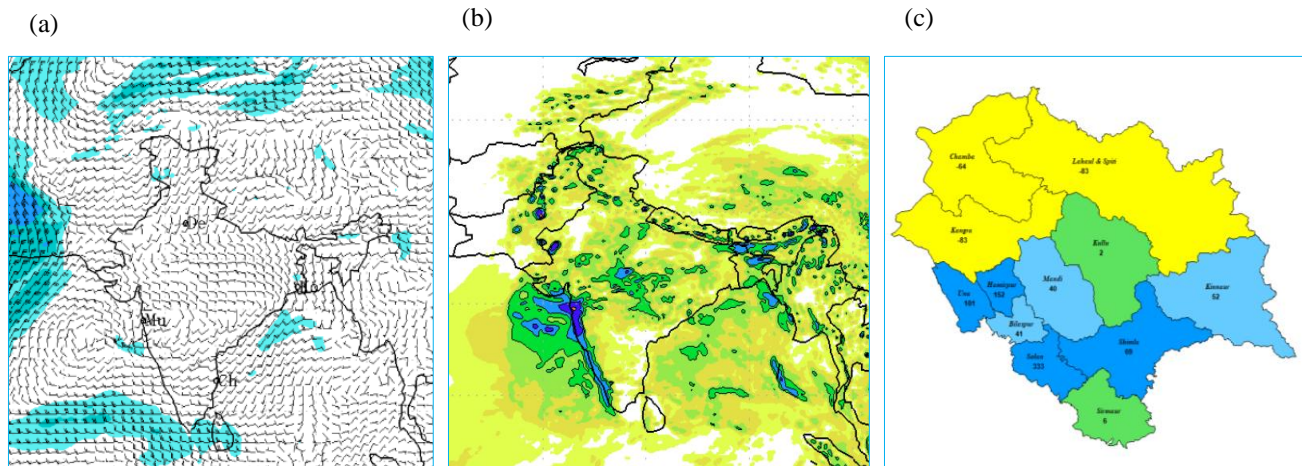 (a)
(b)
(c)
De
Mu
Ko
Ch
Chamba
-64
Lahaul & Spiti
-83
Kangra
-83
Kullu
2
Mandi
40
Kinnaur
52
Una
101
Hamirpur
152
Bilaspur
41
Solan
333
Shimla
Sirmaur
6